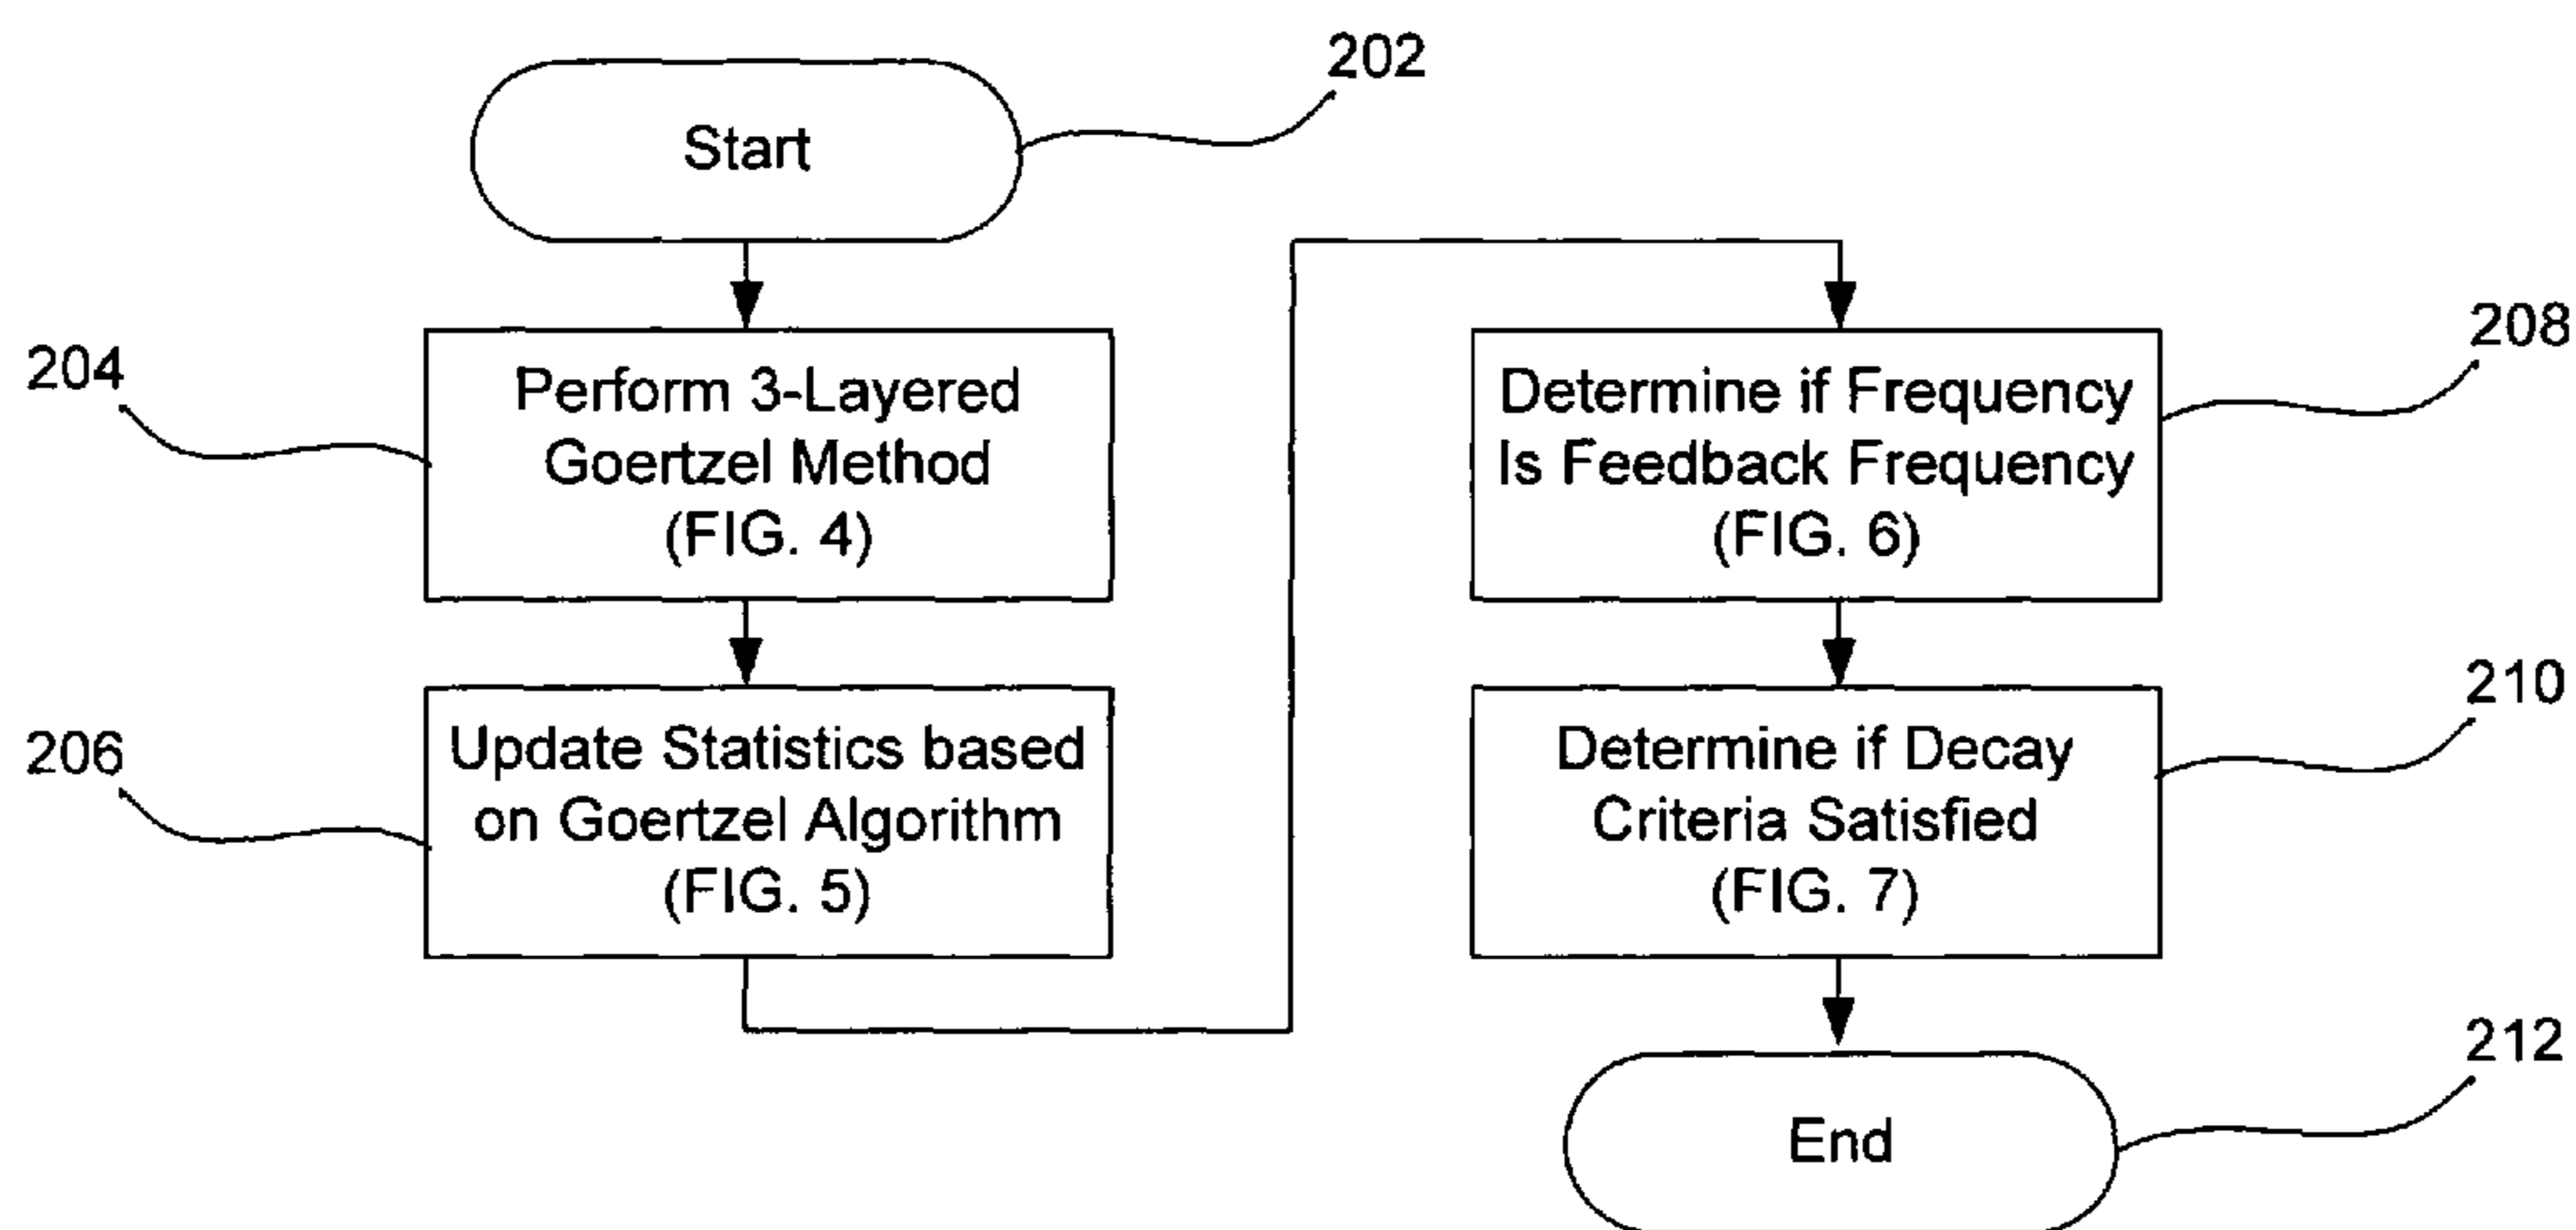 202
Start
204
Perform 3-Layered
Goertzel Method
(FIG. 4)
206
Update Statistics based
on Goertzel Algorithm
(FIG. 5)
208
Determine if Frequency
Is Feedback Frequency
(FIG. 6)
210
Determine if Decay
Criteria Satisfied
(FIG. 7)
212
End